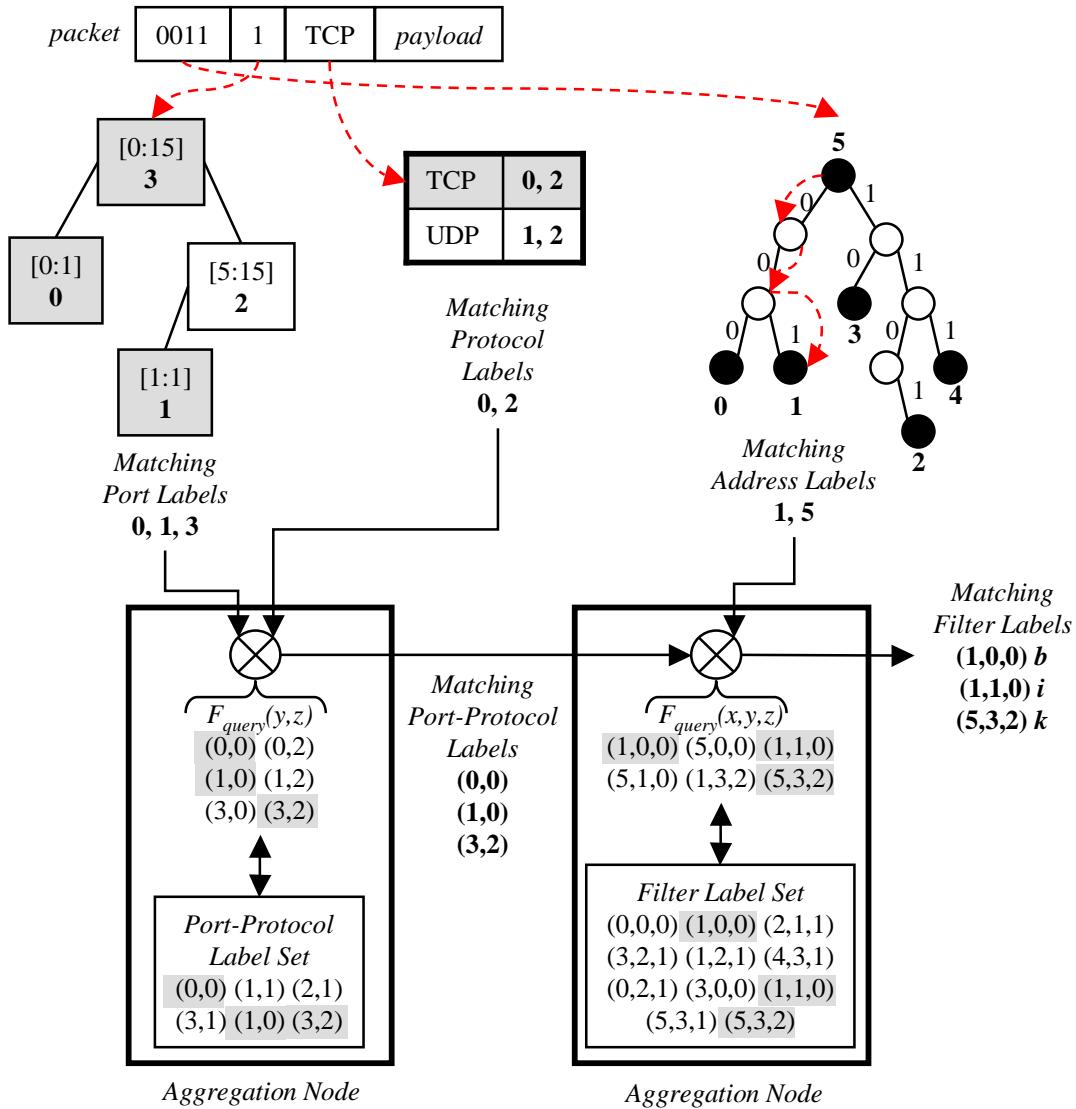 packet 0011 1 TCP payload
[0:15]
3
[0:1]
0
[5:15]
2
[1:1]
1
Matching
Port Labels
0, 1, 3
TCP 0, 2
UDP 1, 2
Matching
Protocol
Labels
0, 2
5
0 1
0 0 1
0 1 3 0 1
0 1 1 4
2
Matching
Address Labels
1, 5
F_query(y,z)
(0,0) (0,2)
(1,0) (1,2)
(3,0) (3,2)
Port-Protocol
Label Set
(0,0) (1,1) (2,1)
(3,1) (1,0) (3,2)
Aggregation Node
Matching
Port-Protocol
Labels
(0,0)
(1,0)
(3,2)
F_query(x,y,z)
(1,0,0) (5,0,0) (1,1,0)
(5,1,0) (1,3,2) (5,3,2)
Filter Label Set
(0,0,0) (1,0,0) (2,1,1)
(3,2,1) (1,2,1) (4,3,1)
(0,2,1) (3,0,0) (1,1,0)
(5,3,1) (5,3,2)
Aggregation Node
Matching
Filter Labels
(1,0,0) b
(1,1,0) i
(5,3,2) k